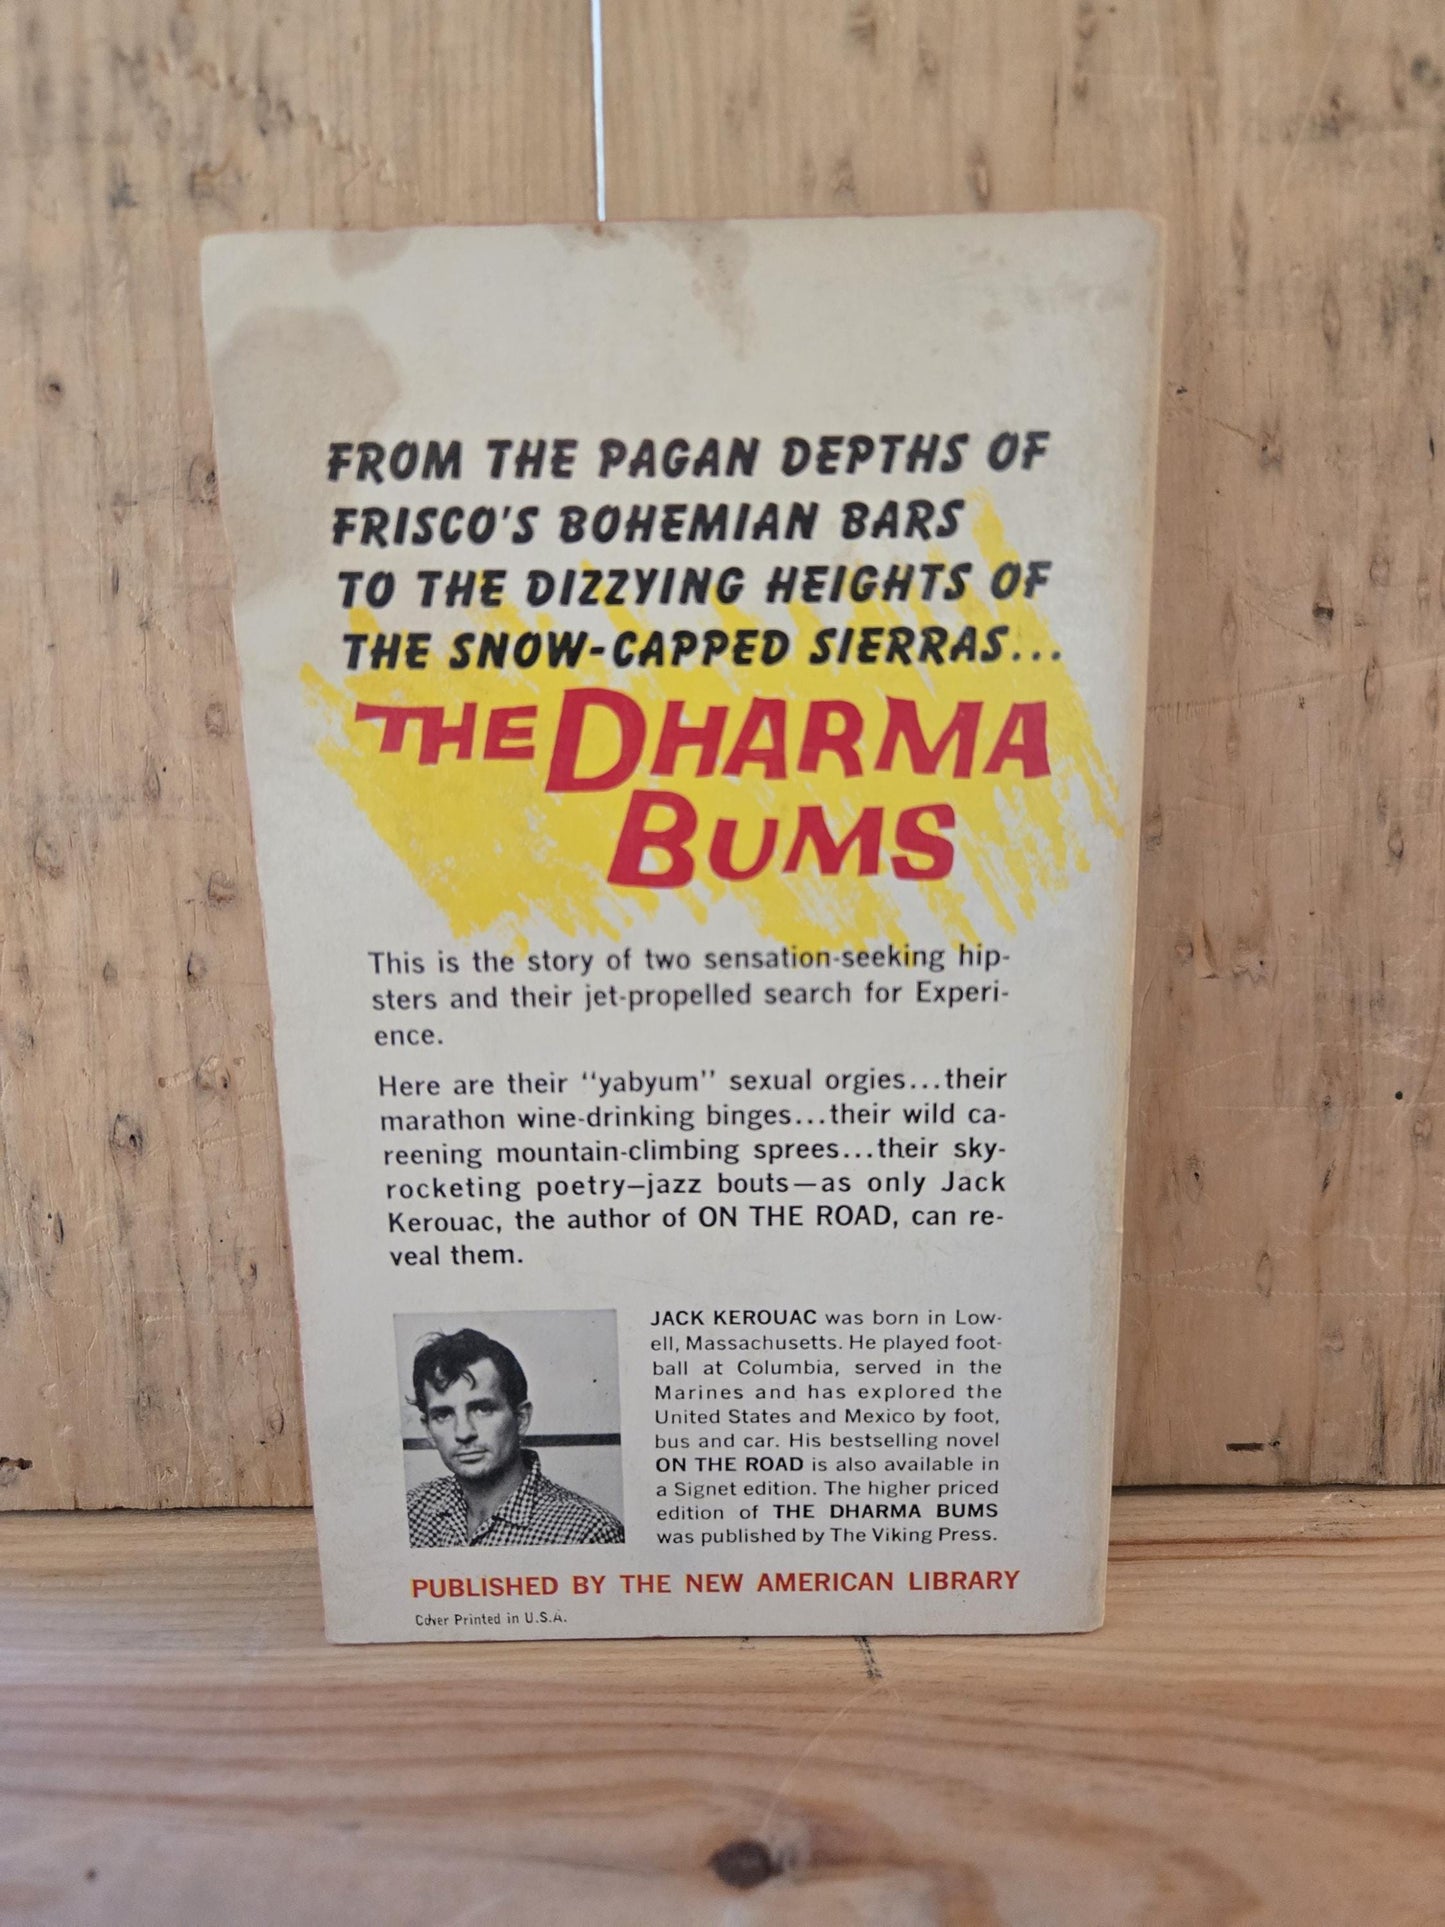 FROM THE PAGAN DEPTHS OF
FRISCO'S BOHEMIAN BARS
TO THE DIZZYING HEIGHTS OF
THE SNOW-CAPPED SIERRAS...
THE DHARMA
BUMS
This is the story of two sensation-seeking hip-
sters and their jet-propelled search for Experi-
ence.
Here are their “yabyum” sexual orgies...their
marathon wine-drinking binges...their wild ca-
reening mountain-climbing sprees...their sky-
rocketing poetry—jazz bouts—as only Jack
Kerouac, the author of ON THE ROAD, can re-
veal them.
JACK KEROUAC was born in Low-
ell, Massachusetts. He played foot-
ball at Columbia, served in the
Marines and has explored the
United States and Mexico by foot,
bus and car. His bestselling novel
ON THE ROAD is also available in
a Signet edition. The higher priced
edition of THE DHARMA BUMS
was published by The Viking Press.
PUBLISHED BY THE NEW AMERICAN LIBRARY
Cover Printed in U.S.A.